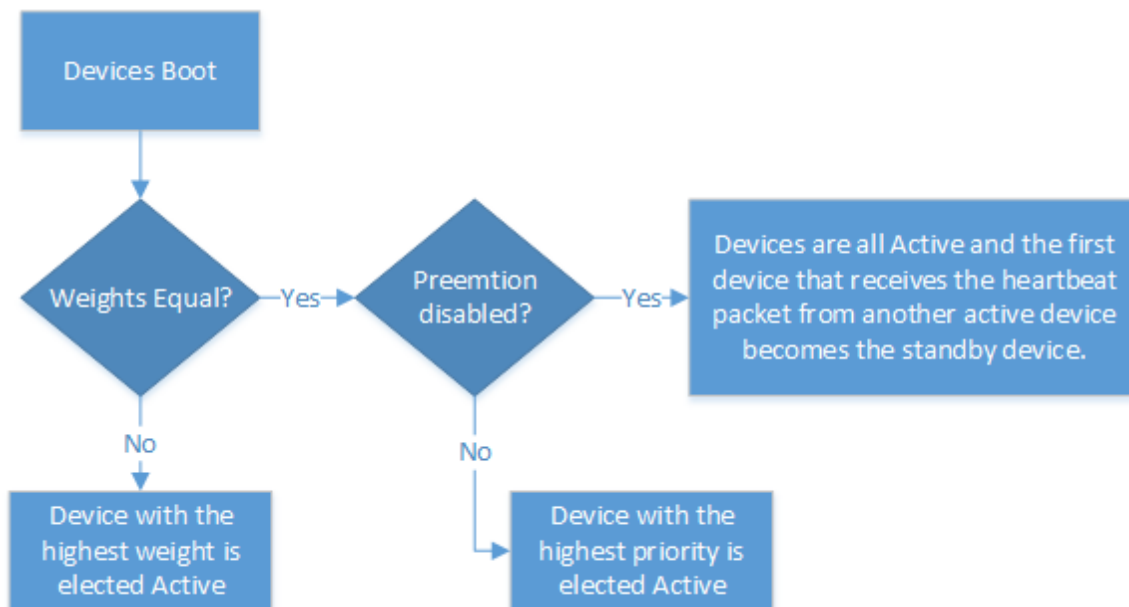 Devices Boot
Weights Equal?
Yes
Preemtion
disabled?
Yes
Devices are all Active and the first
device that receives the heartbeat
packet from another active device
becomes the standby device.
No
No
Device with the
highest weight is
elected Active
Device with the
highest priority is
elected Active